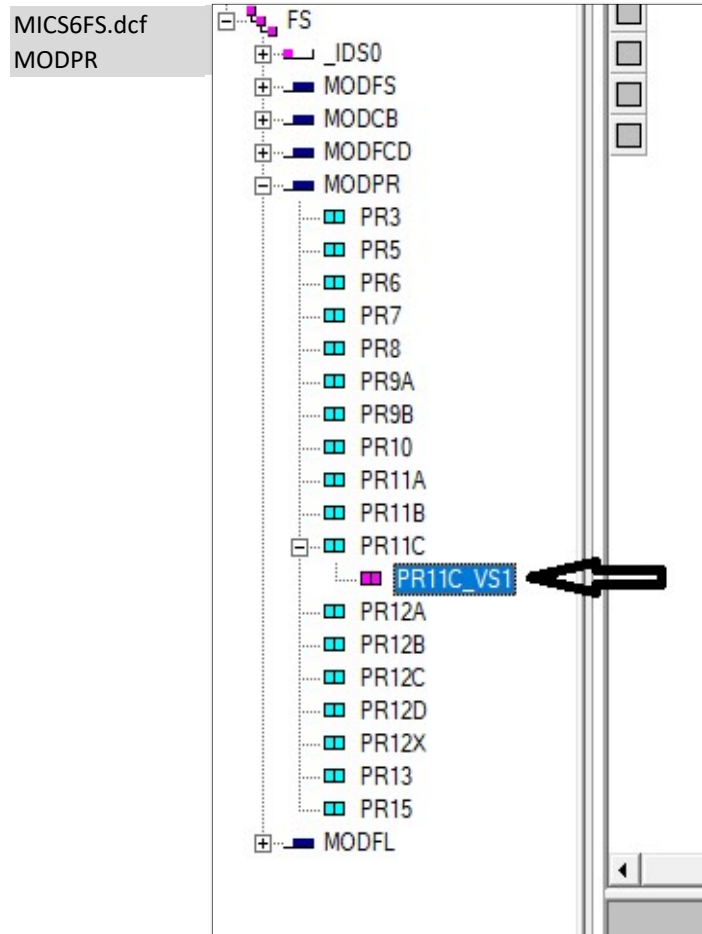 MICS6FS.dcf
MODPR
FS
_IDS0
MODFS
MODCB
MODFCD
MODPR
PR3
PR5
PR6
PR7
PR8
PR9A
PR9B
PR10
PR11A
PR11B
PR11C
PR11C_VS1
PR12A
PR12B
PR12C
PR12D
PR12X
PR13
PR15
MODFL